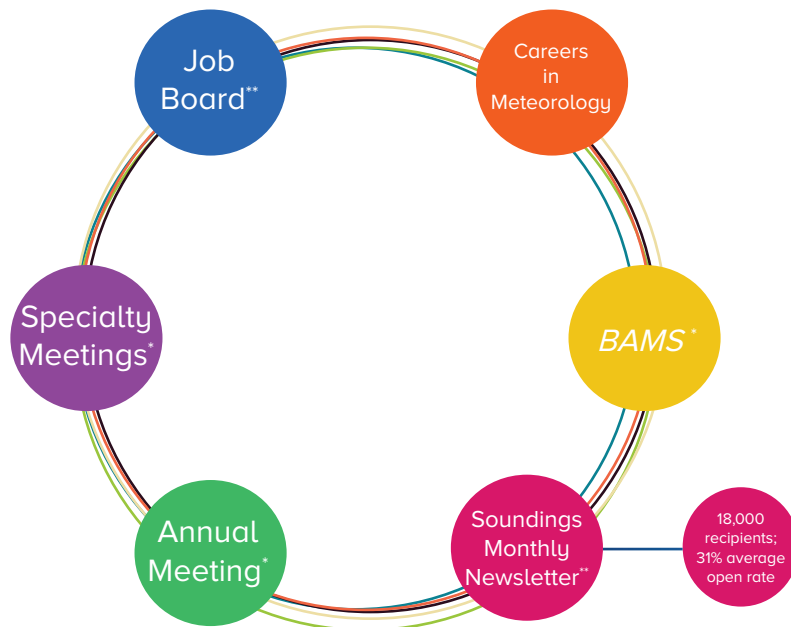 Job
Board**
Careers
in
Meteorology
Specialty
Meetings*
BAMS *
Annual
Meeting*
Soundings
Monthly
Newsletter**
18,000
recipients;
31% average
open rate